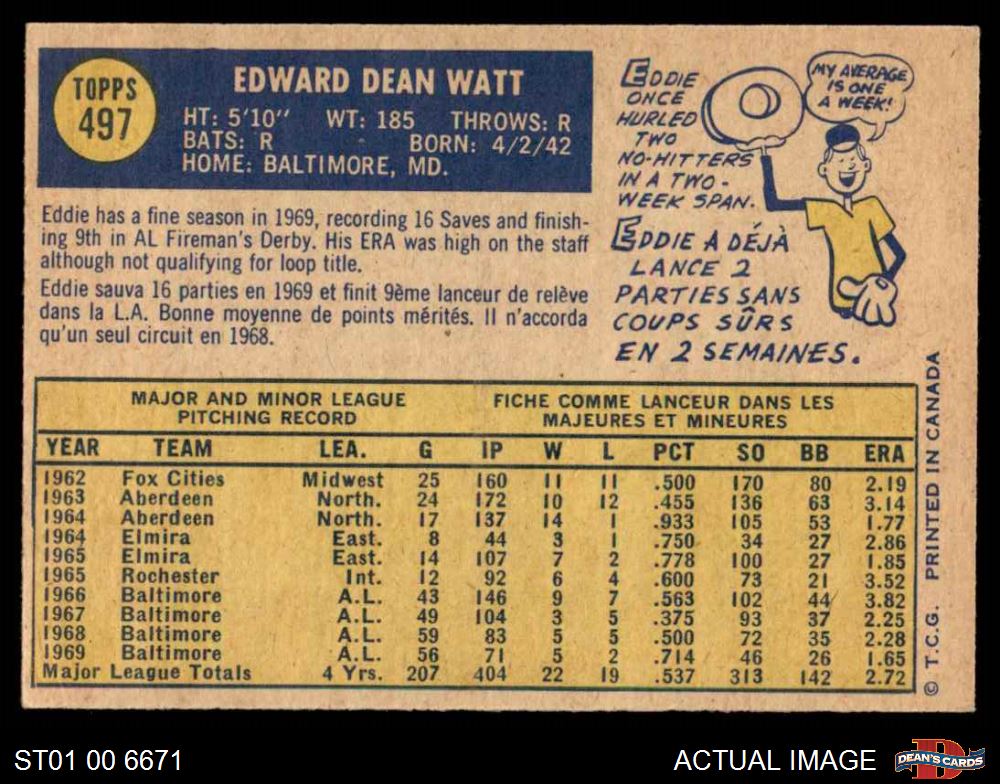 TOPPS
497
EDWARD DEAN WATT
HT: 5'10" WT: 185 THROWS: R
BATS: R BORN: 4/2/42
HOME: BALTIMORE, MD.
Eddie has a fine season in 1969, recording 16 Saves and finish-
ing 9th in AL Fireman's Derby. His ERA was high on the staff
although not qualifying for loop title.
Eddie sauva 16 parties en 1969 et finit 9ème lanceur de relève
dans la L.A. Bonne moyenne de points mérités. Il n'accorda
qu'un seul circuit en 1968.
EDDIE
ONCE
HURLED
TWO
NO-HITTERS
IN A TWO-
WEEK SPAN.
MY AVERAGE
IS ONE
A WEEK!
EDDIE A DÉJÀ
LANCE 2
PARTIES SANS
COUPS SÛRS
EN 2 SEMAINES.
MAJOR AND MINOR LEAGUE
PITCHING RECORD
FICHE COMME LANCEUR DANS LES
MAJEURES ET MINEURES
YEAR TEAM LEA. G IP W L PCT SO BB ERA
1962 Fox Cities Midwest 25 160 11 11 .500 170 80 2.19
1963 Aberdeen North. 24 172 10 12 .455 136 63 3.14
1964 Aberdeen North. 17 137 14 1 .933 105 53 1.77
1964 Elmira East. 8 44 3 1 .750 34 27 2.86
1965 Elmira East. 14 107 7 2 .778 100 27 1.85
1965 Rochester Int. 12 92 6 4 .600 73 21 3.52
1966 Baltimore A.L. 43 146 9 7 .563 102 44 3.82
1967 Baltimore A.L. 49 104 3 5 .375 93 37 2.25
1968 Baltimore A.L. 59 83 5 5 .500 72 35 2.28
1969 Baltimore A.L. 56 71 5 2 .714 46 26 1.65
Major League Totals 4 Yrs. 207 404 22 19 .537 313 142 2.72
© T.C.G. PRINTED IN CANADA
ST01 00 6671
ACTUAL IMAGE
D
DEAN'S CARDS